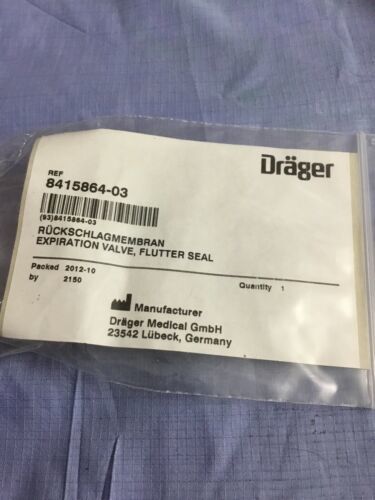 Dräger
REF
8415864-03
(93)8415864-03
RÜCKSCHLAGMEMBRAN
EXPIRATION VALVE, FLUTTER SEAL
Packed 2012-10
Quantity 1
by 2150
Manufacturer
Dräger Medical GmbH
23542 Lübeck, Germany